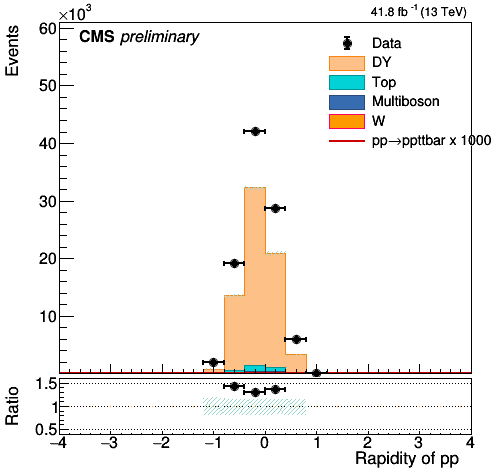 ×10³
41.8 fb ⁻¹ (13 TeV)
CMS preliminary
Events
60
50
40
30
20
10
Data
DY
Top
Multiboson
W
pp→ppttbar x 1000
Ratio
1.5
1
0.5
−4 −3 −2 −1 0 1 2 3 4
Rapidity of pp